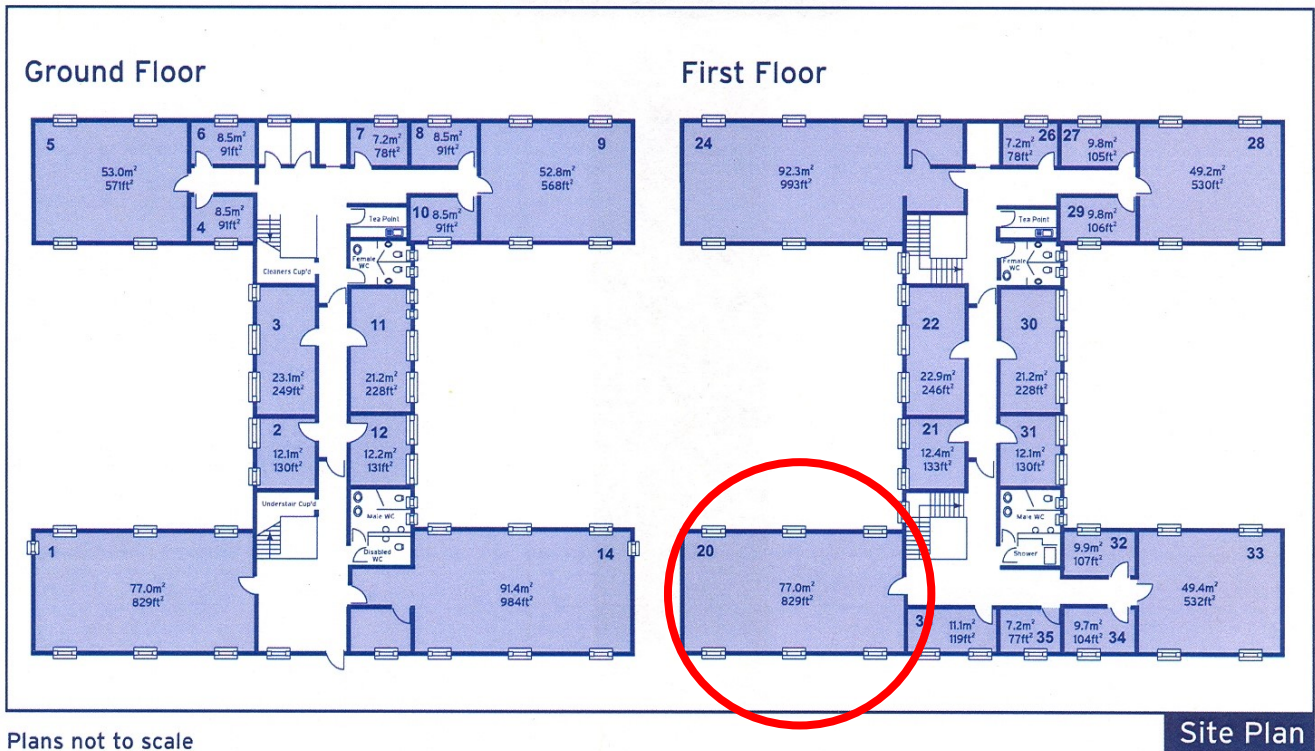 Ground Floor
5
53.0m²
571ft²
6
8.5m²
91ft²
7
7.2m²
78ft²
8
8.5m²
91ft²
9
52.8m²
568ft²
4
8.5m²
91ft²
10
8.5m²
91ft²
Tea Point
Female
WC
Cleaners Cup'd
3
23.1m²
249ft²
11
21.2m²
228ft²
2
12.1m²
130ft²
12
12.2m²
131ft²
Understair Cup'd
Male WC
Disabled
WC
1
77.0m²
829ft²
14
91.4m²
984ft²
First Floor
24
92.3m²
993ft²
26
7.2m²
78ft²
27
9.8m²
105ft²
28
49.2m²
530ft²
29
9.8m²
106ft²
Tea Point
Female
WC
22
22.9m²
246ft²
30
21.2m²
228ft²
21
12.4m²
133ft²
31
12.1m²
130ft²
Male WC
Shower
20
77.0m²
829ft²
32
9.9m²
107ft²
33
49.4m²
532ft²
11.1m²
119ft²
7.2m²
77ft²
35
9.7m²
104ft²
34
Plans not to scale
Site Plan